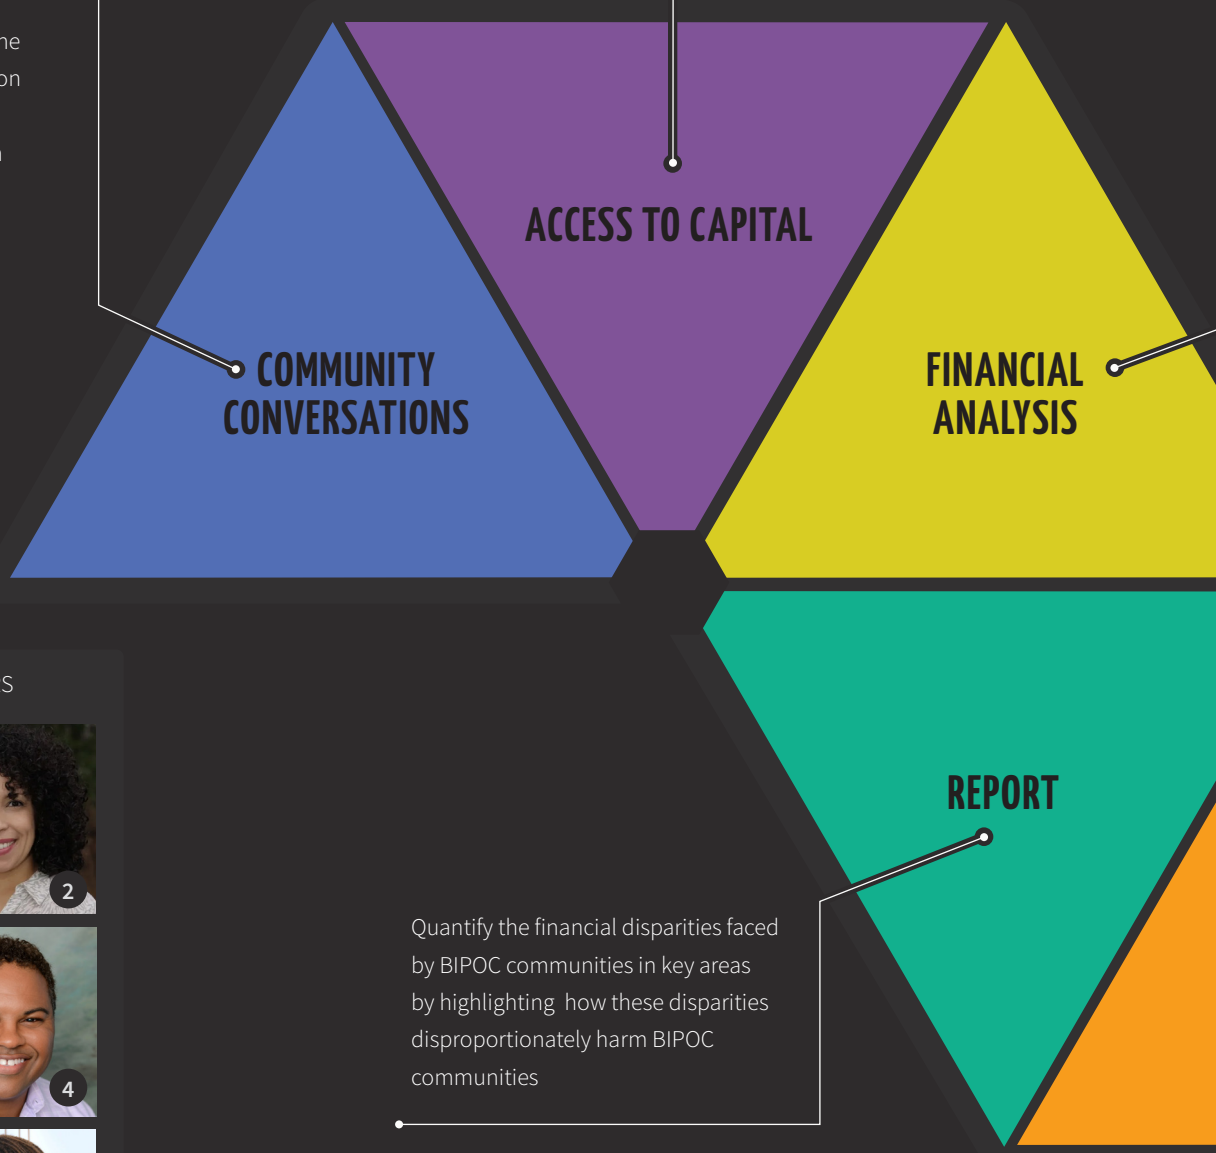 ACCESS TO CAPITAL
COMMUNITY
CONVERSATIONS
FINANCIAL
ANALYSIS
REPORT
2
4
Quantify the financial disparities faced
by BIPOC communities in key areas
by highlighting  how these disparities
disproportionately harm BIPOC
communities